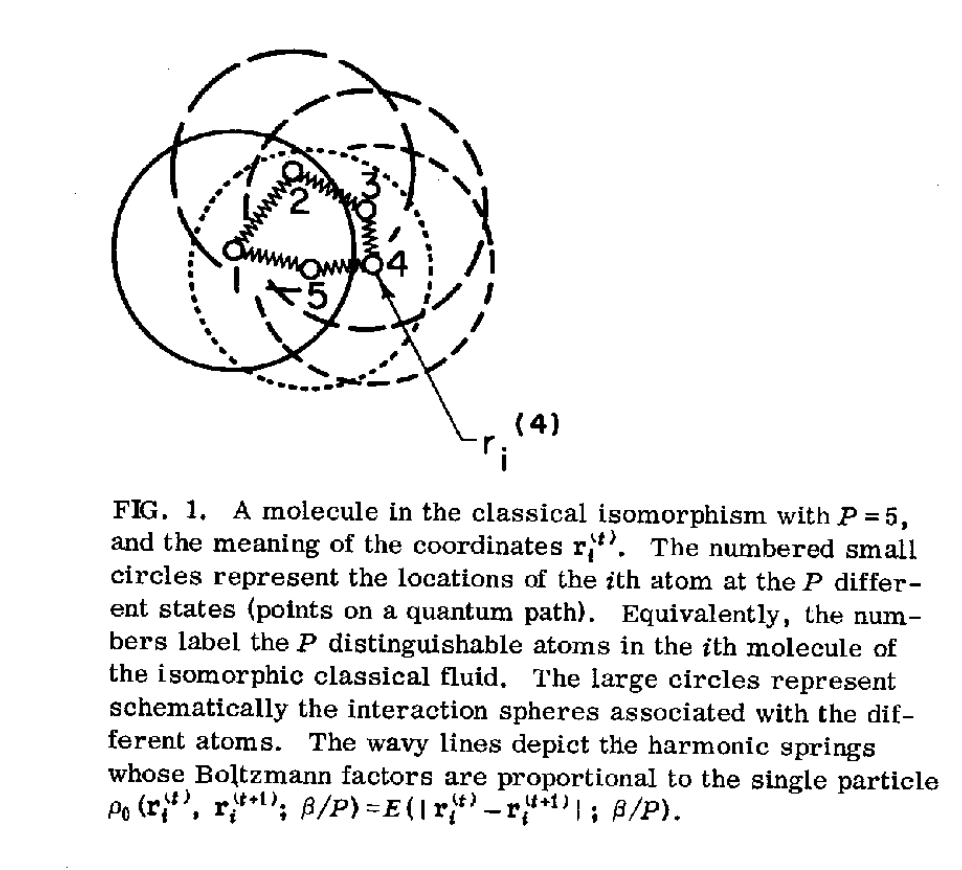 2
3
1
4
5
r_i^(4)
FIG. 1. A molecule in the classical isomorphism with P = 5,
and the meaning of the coordinates r_i^(t). The numbered small
circles represent the locations of the ith atom at the P differ-
ent states (points on a quantum path). Equivalently, the num-
bers label the P distinguishable atoms in the ith molecule of
the isomorphic classical fluid. The large circles represent
schematically the interaction spheres associated with the dif-
ferent atoms. The wavy lines depict the harmonic springs
whose Boltzmann factors are proportional to the single particle
ρ₀ (r_i^(t), r_i^(t+1); β/P) = E(| r_i^(t) − r_i^(t+1) | ; β/P).